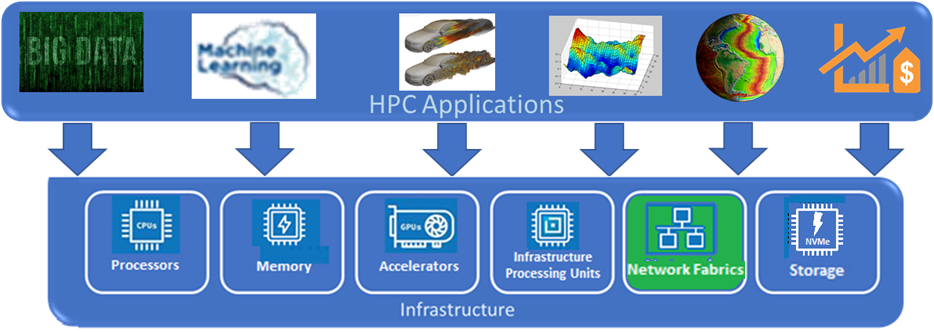 BIG DATA
Machine
Learning
$
HPC Applications
CPUs
GPUs
NVMe
Processors
Memory
Accelerators
Infrastructure
Processing Units
Network Fabrics
Storage
Infrastructure